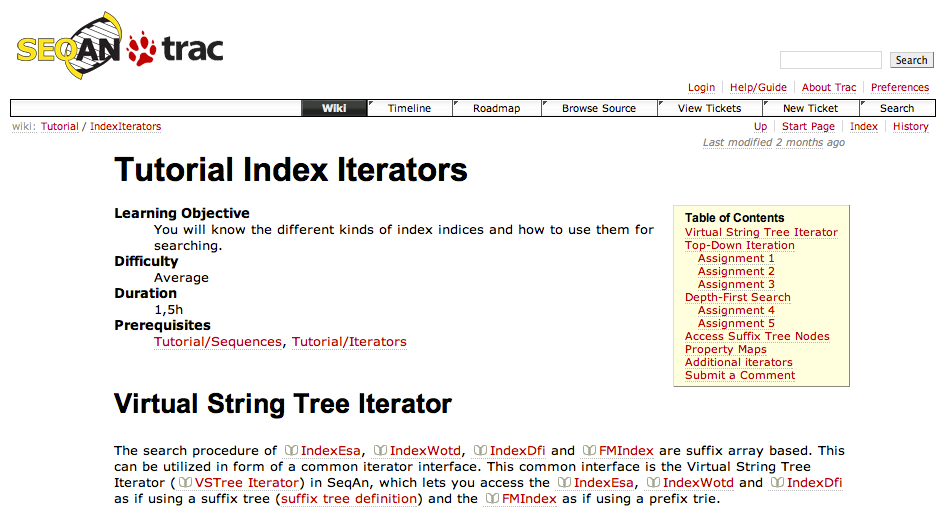 SEQAN trac
Search
Login Help/Guide About Trac Preferences
Wiki Timeline Roadmap Browse Source View Tickets New Ticket Search
wiki: Tutorial / IndexIterators
Up Start Page Index History
Last modified 2 months ago
Tutorial Index Iterators
Learning Objective
You will know the different kinds of index indices and how to use them for
searching.
Difficulty
Average
Duration
1,5h
Prerequisites
Tutorial/Sequences, Tutorial/Iterators
Table of Contents
Virtual String Tree Iterator
Top-Down Iteration
Assignment 1
Assignment 2
Assignment 3
Depth-First Search
Assignment 4
Assignment 5
Access Suffix Tree Nodes
Property Maps
Additional iterators
Submit a Comment
Virtual String Tree Iterator
The search procedure of IndexEsa, IndexWotd, IndexDfi and FMIndex are suffix array based. This
can be utilized in form of a common iterator interface. This common interface is the Virtual String Tree
Iterator ( VSTree Iterator) in SeqAn, which lets you access the IndexEsa, IndexWotd and IndexDfi
as if using a suffix tree (suffix tree definition) and the FMIndex as if using a prefix trie.